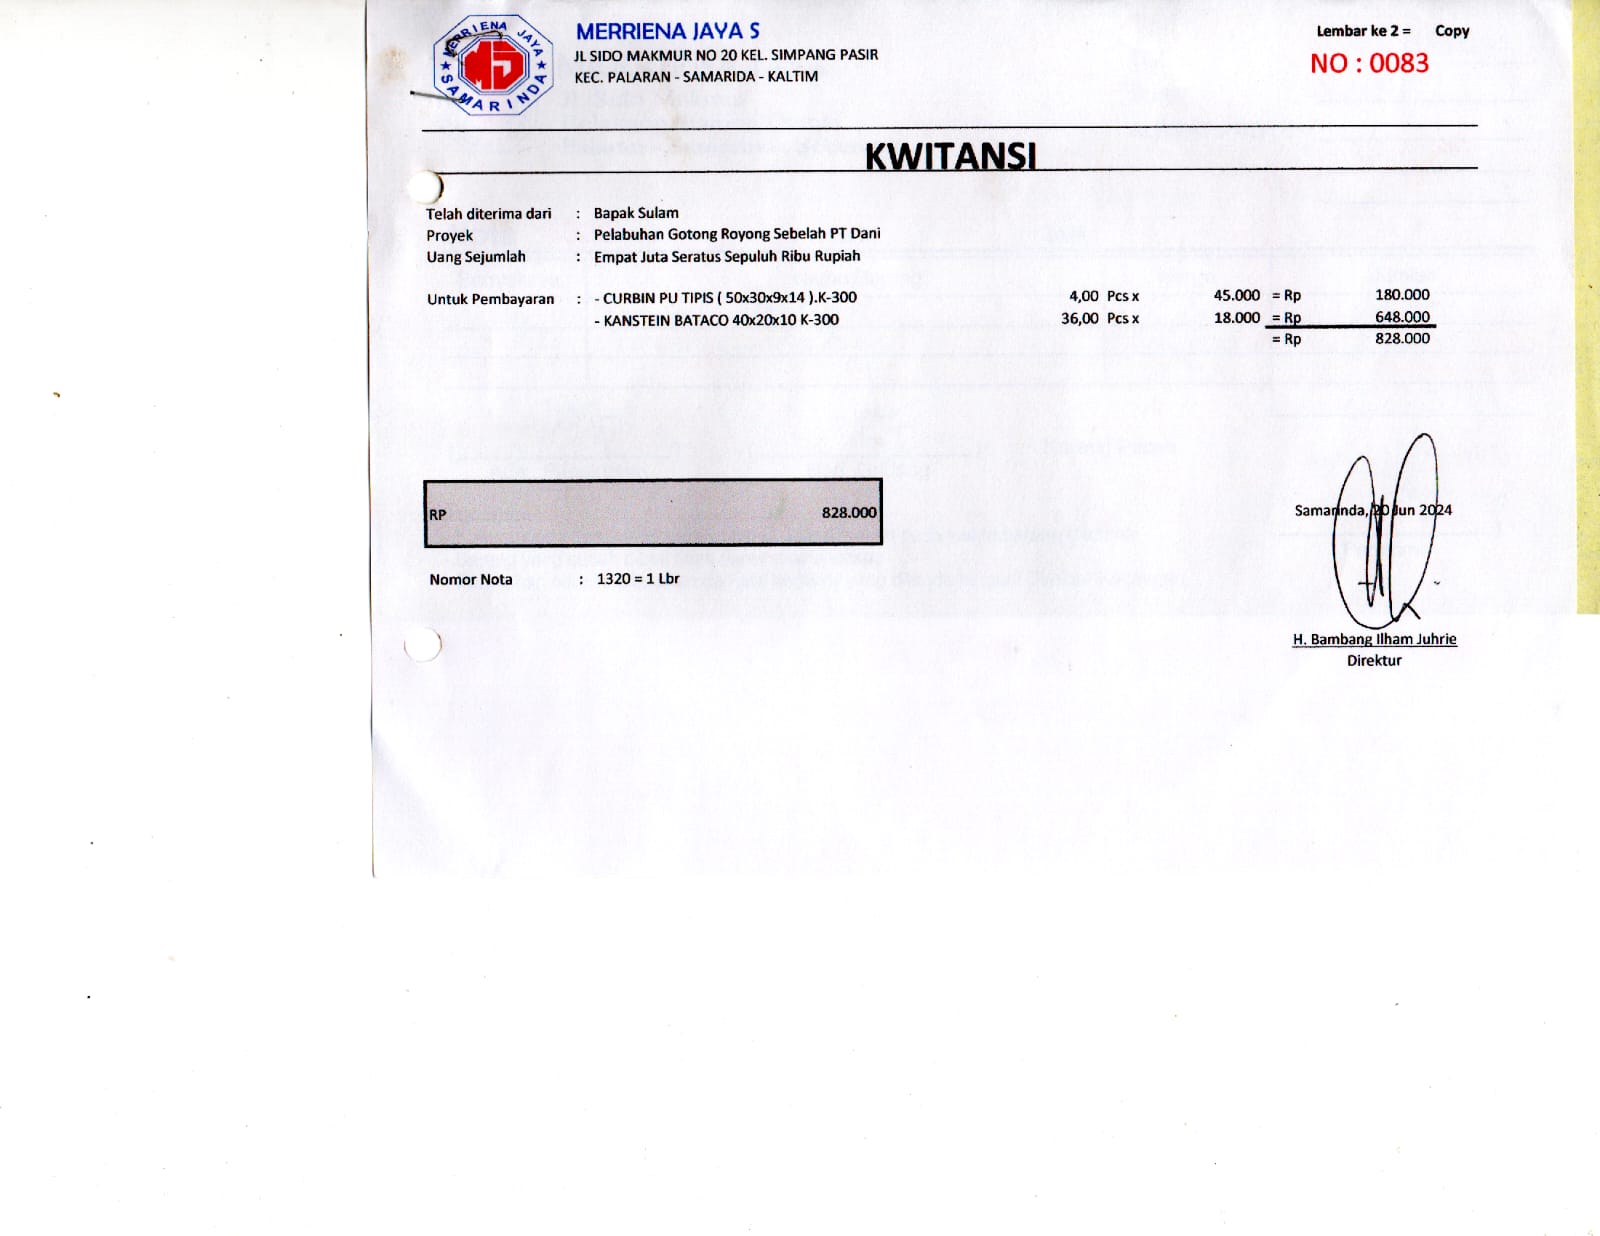 MERRIENA JAYA
SAMARINDA
MERRIENA JAYA S
JL SIDO MAKMUR NO 20 KEL. SIMPANG PASIR
KEC. PALARAN - SAMARIDA - KALTIM
Lembar ke 2 = Copy
NO : 0083
KWITANSI
Telah diterima dari : Bapak Sulam
Proyek : Pelabuhan Gotong Royong Sebelah PT Dani
Uang Sejumlah : Empat Juta Seratus Sepuluh Ribu Rupiah
Untuk Pembayaran : - CURBIN PU TIPIS ( 50x30x9x14 ).K-300 4,00 Pcs x 45.000 = Rp 180.000
- KANSTEIN BATACO 40x20x10 K-300 36,00 Pcs x 18.000 = Rp 648.000
= Rp 828.000
RP 828.000
Samarinda, 20 Jun 2024
Nomor Nota : 1320 = 1 Lbr
H. Bambang Ilham Juhrie
Direktur